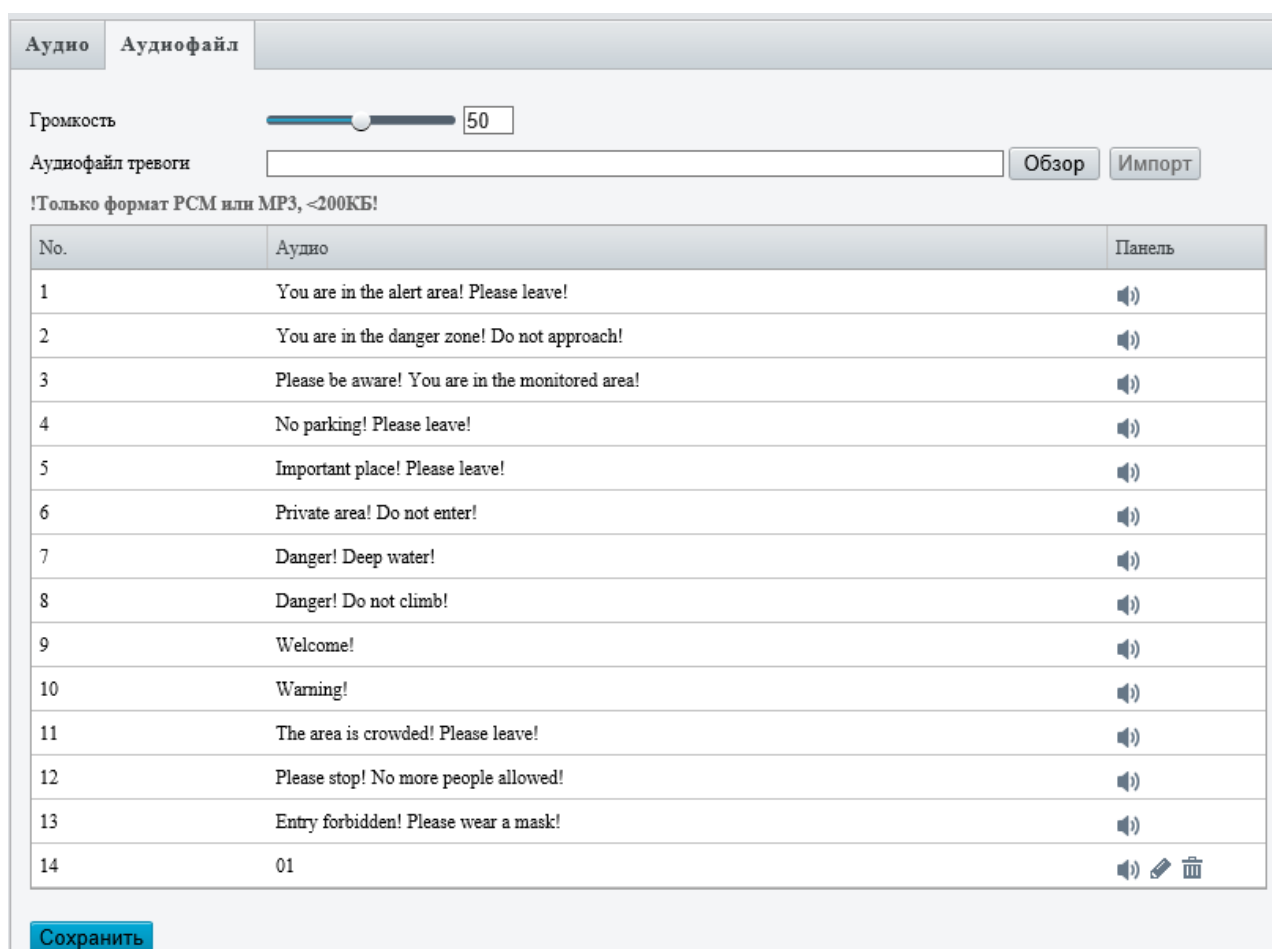 Аудио Аудиофайл
Громкость 50
Аудиофайл тревоги Обзор Импорт
!Только формат PCM или MP3, <200КБ!
No. Аудио Панель
1 You are in the alert area! Please leave!
2 You are in the danger zone! Do not approach!
3 Please be aware! You are in the monitored area!
4 No parking! Please leave!
5 Important place! Please leave!
6 Private area! Do not enter!
7 Danger! Deep water!
8 Danger! Do not climb!
9 Welcome!
10 Warning!
11 The area is crowded! Please leave!
12 Please stop! No more people allowed!
13 Entry forbidden! Please wear a mask!
14 01
Сохранить